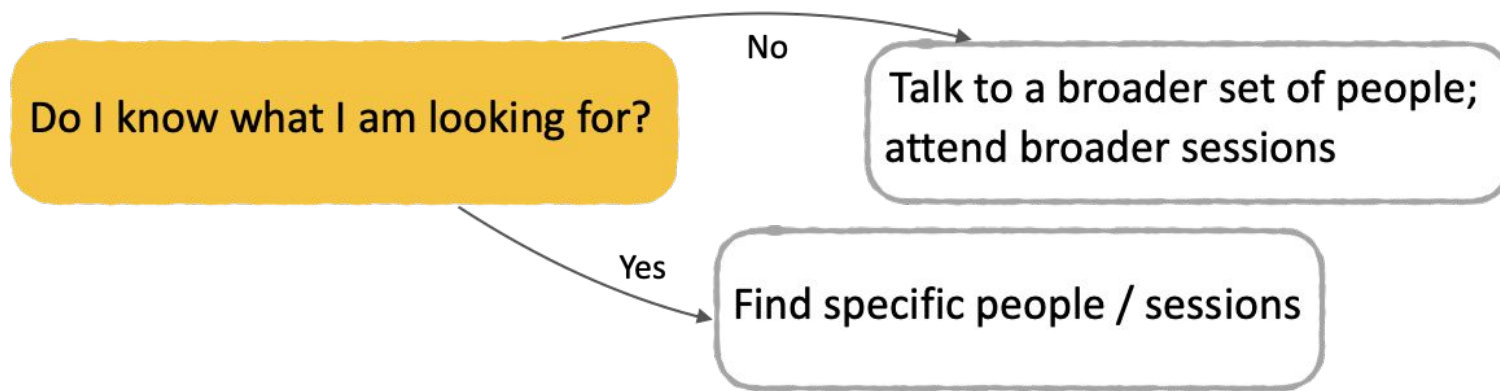 Do I know what I am looking for?
No
Talk to a broader set of people;
attend broader sessions
Yes
Find specific people / sessions